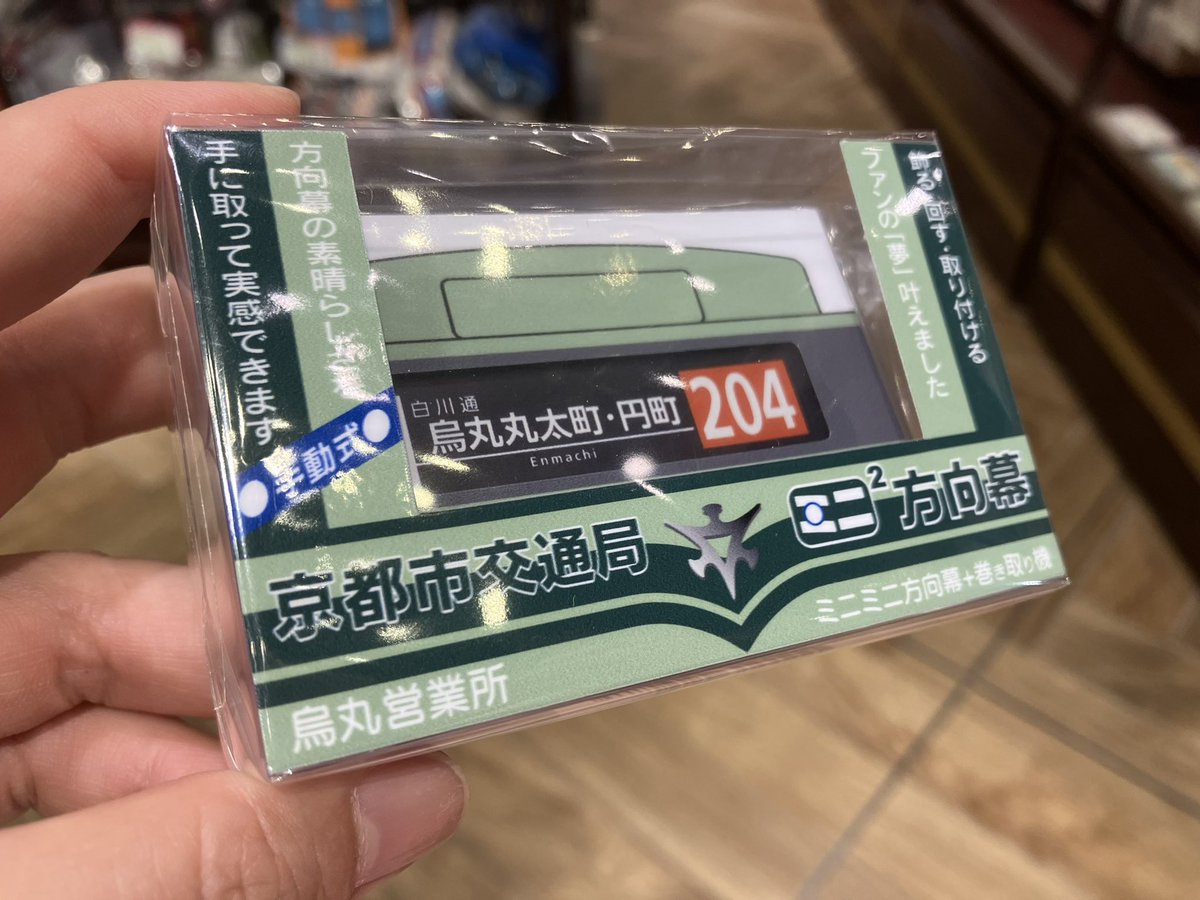 方向幕の素晴らしさを
手に取って実感できます
飾る・回す・取り付ける
ファンの「夢」叶えました
手動式
白川通
烏丸丸太町・円町
Enmachi
204
京都市交通局
ミニ²方向幕
ミニミニ方向幕+巻き取り機
烏丸営業所